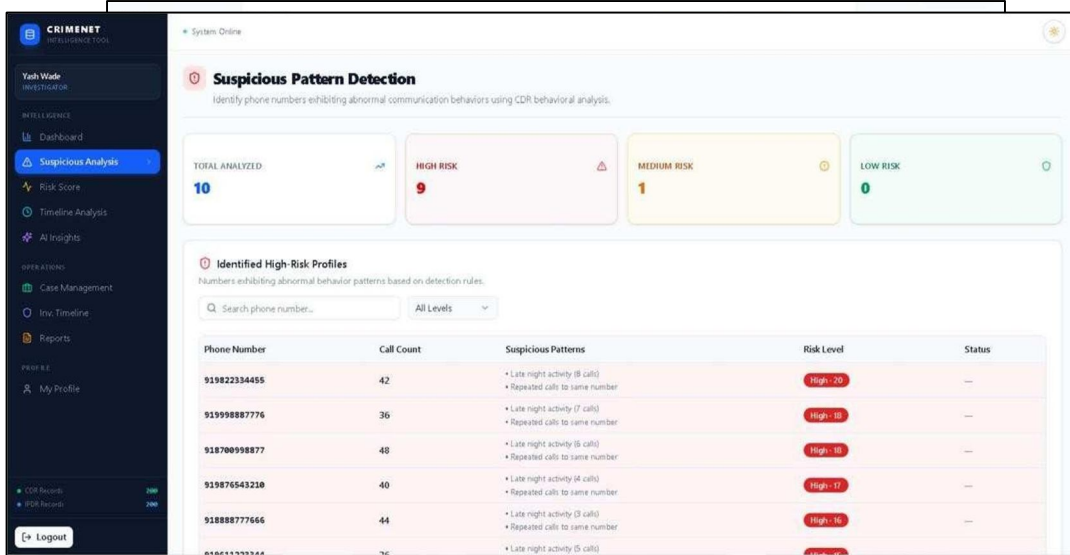 CRIMENET
INTELLIGENCE TOOL
System Online
Yash Wade
INVESTIGATOR
INTELLIGENCE
Dashboard
Suspicious Analysis
Risk Score
Timeline Analysis
AI Insights
OPERATIONS
Case Management
Inv. Timeline
Reports
PROFILE
My Profile
CDR Records 200
IPDR Records 200
Logout
Suspicious Pattern Detection
Identify phone numbers exhibiting abnormal communication behaviors using CDR behavioral analysis.
TOTAL ANALYZED
10
HIGH RISK
9
MEDIUM RISK
1
LOW RISK
0
Identified High-Risk Profiles
Numbers exhibiting abnormal behavior patterns based on detection rules.
Search phone number...
All Levels
Phone Number Call Count Suspicious Patterns Risk Level Status
919822334455 42 • Late night activity (8 calls) High - 20 —
• Repeated calls to same number
919998887776 36 • Late night activity (7 calls) High - 18 —
• Repeated calls to same number
918700998877 48 • Late night activity (6 calls) High - 18 —
• Repeated calls to same number
919876543210 40 • Late night activity (4 calls) High - 17 —
• Repeated calls to same number
918888777666 44 • Late night activity (3 calls) High - 16 —
• Repeated calls to same number
• Late night activity (5 calls)